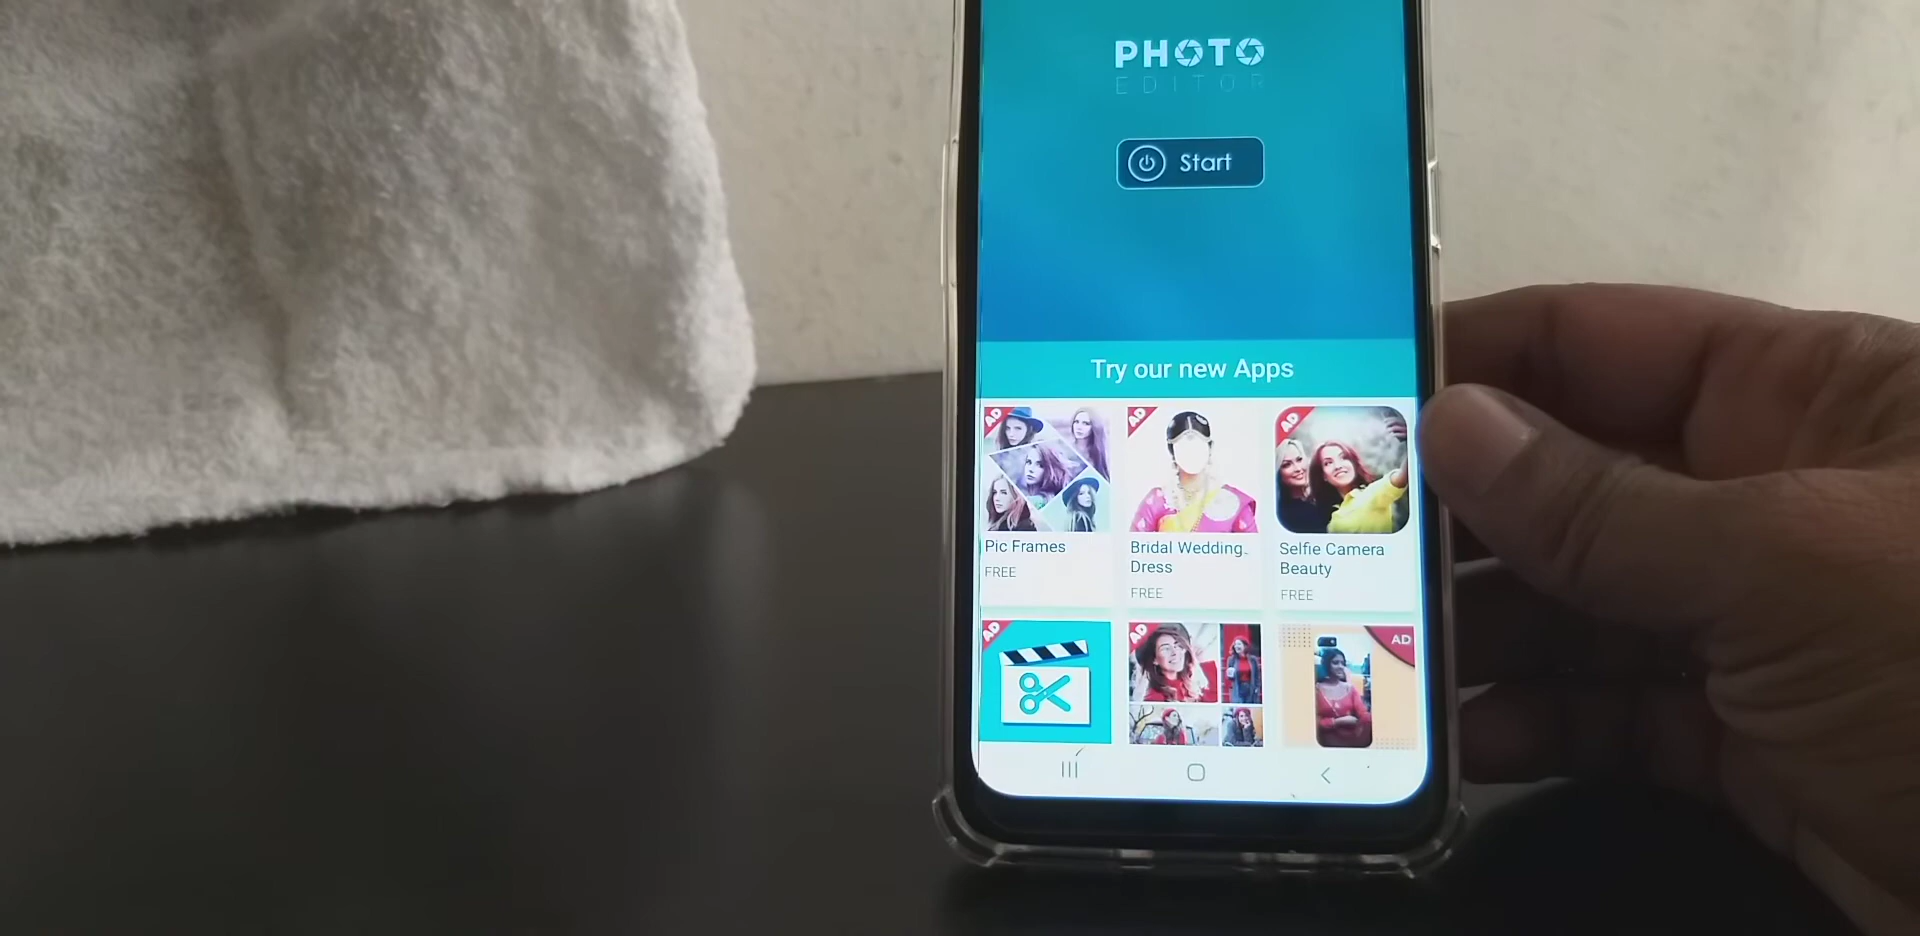 PHOTO
EDITOR
Start
Try our new Apps
AD
AD
AD
Pic Frames
FREE
Bridal Wedding
Dress
FREE
Selfie Camera
Beauty
FREE
AD
AD
AD